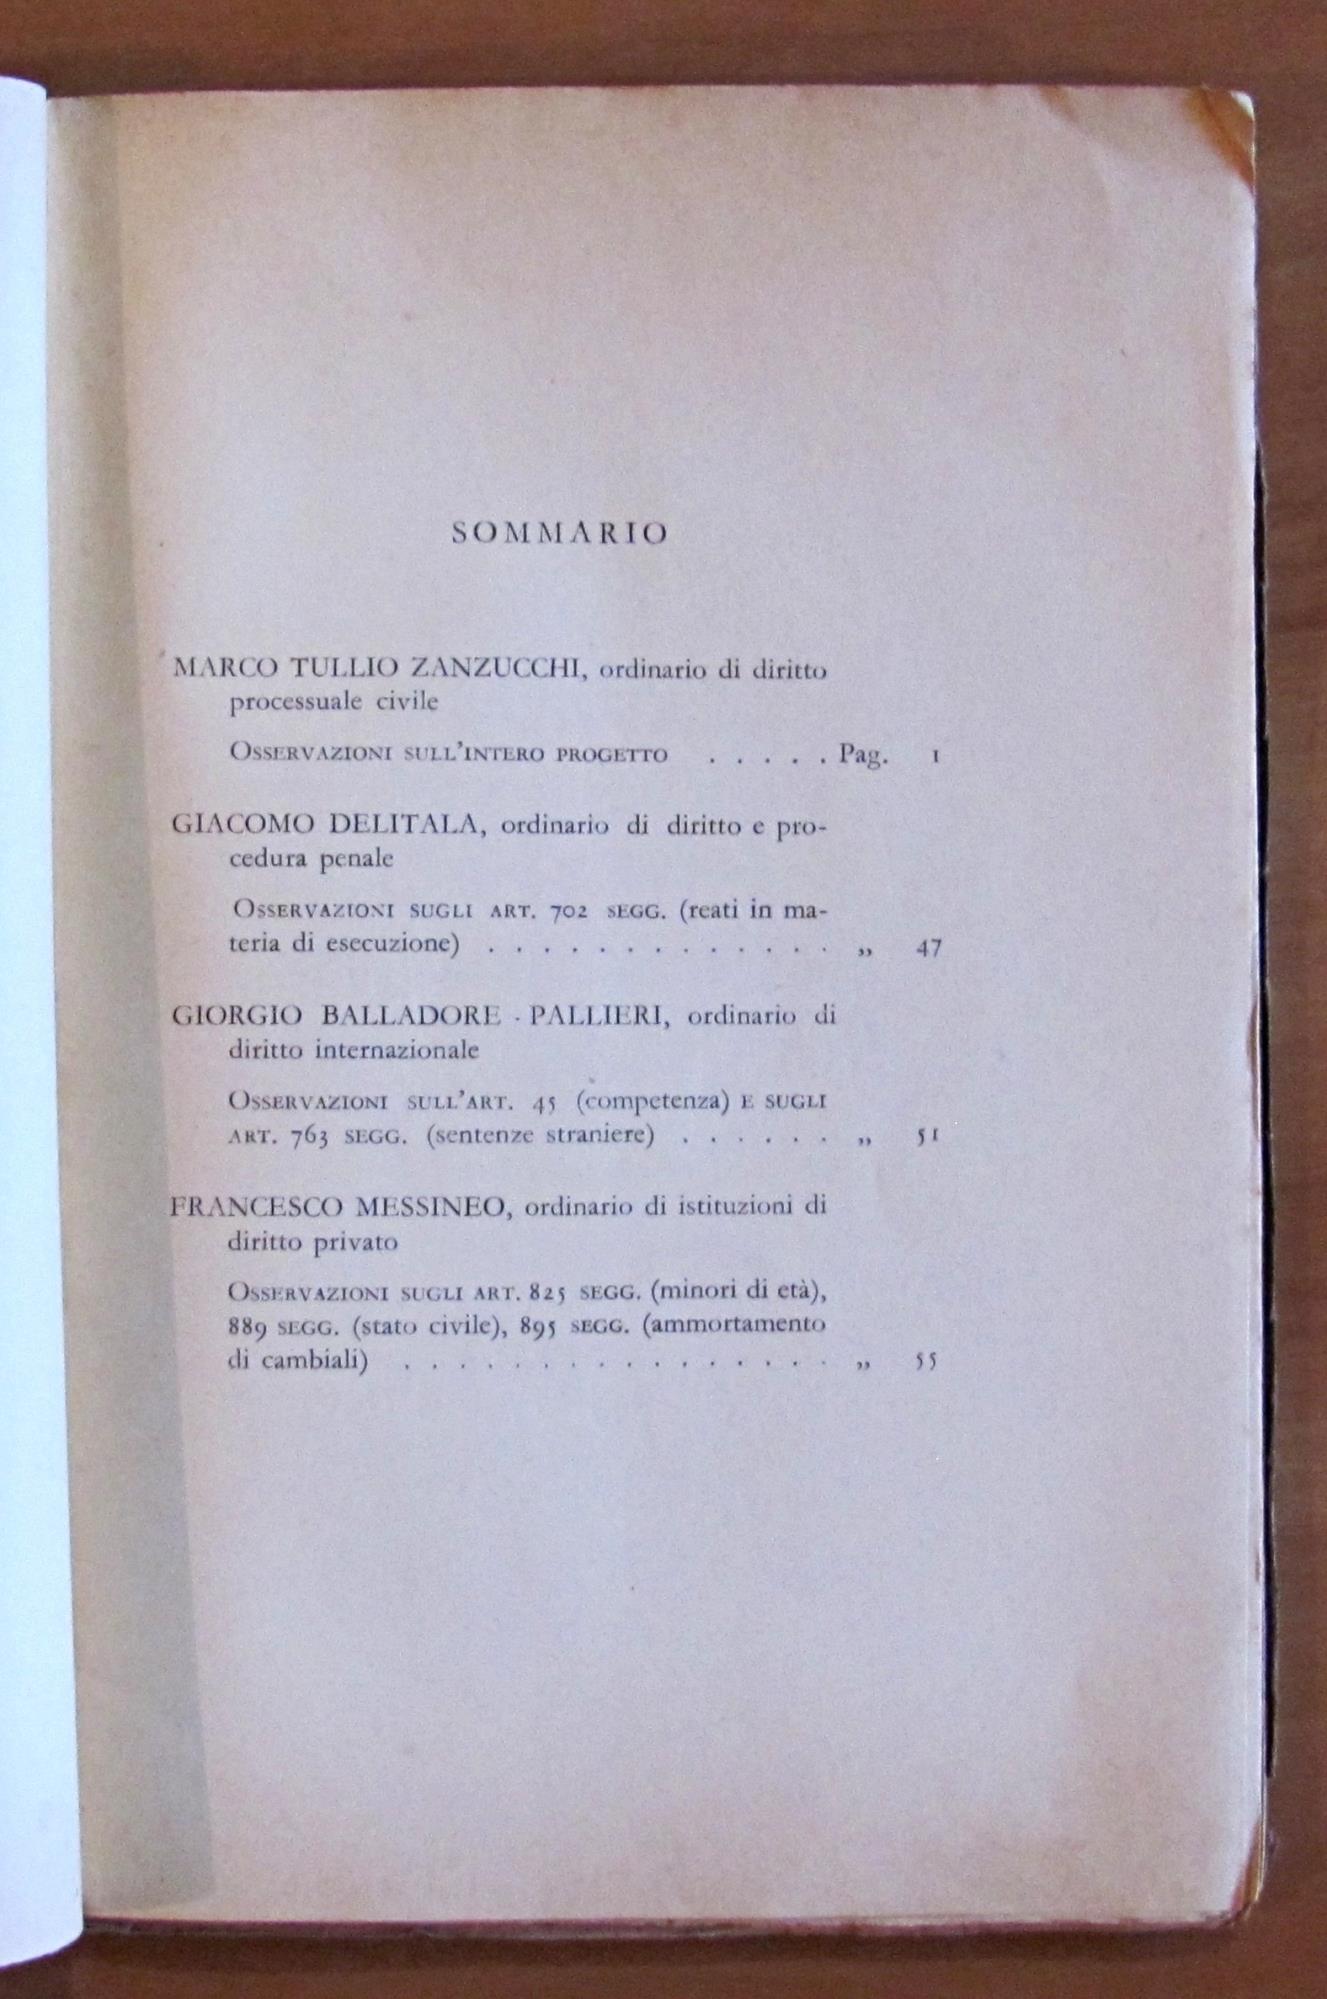 SOMMARIO
MARCO TULLIO ZANZUCCHI, ordinario di diritto
processuale civile
OSSERVAZIONI SULL'INTERO PROGETTO . . . . . Pag. 1
GIACOMO DELITALA, ordinario di diritto e pro-
cedura penale
OSSERVAZIONI SUGLI ART. 702 SEGG. (reati in ma-
teria di esecuzione) . . . . . . . . . . . . . „ 47
GIORGIO BALLADORE - PALLIERI, ordinario di
diritto internazionale
OSSERVAZIONI SULL'ART. 45 (competenza) E SUGLI
ART. 763 SEGG. (sentenze straniere) . . . . . . „ 51
FRANCESCO MESSINEO, ordinario di istituzioni di
diritto privato
OSSERVAZIONI SUGLI ART. 825 SEGG. (minori di età),
889 SEGG. (stato civile), 895 SEGG. (ammortamento
di cambiali) . . . . . . . . . . . . . . . . „ 55